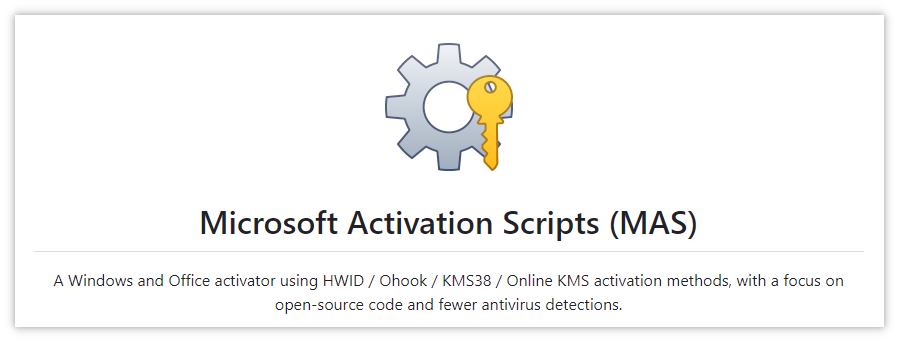 Microsoft Activation Scripts (MAS)
A Windows and Office activator using HWID / Ohook / KMS38 / Online KMS activation methods, with a focus on
open-source code and fewer antivirus detections.